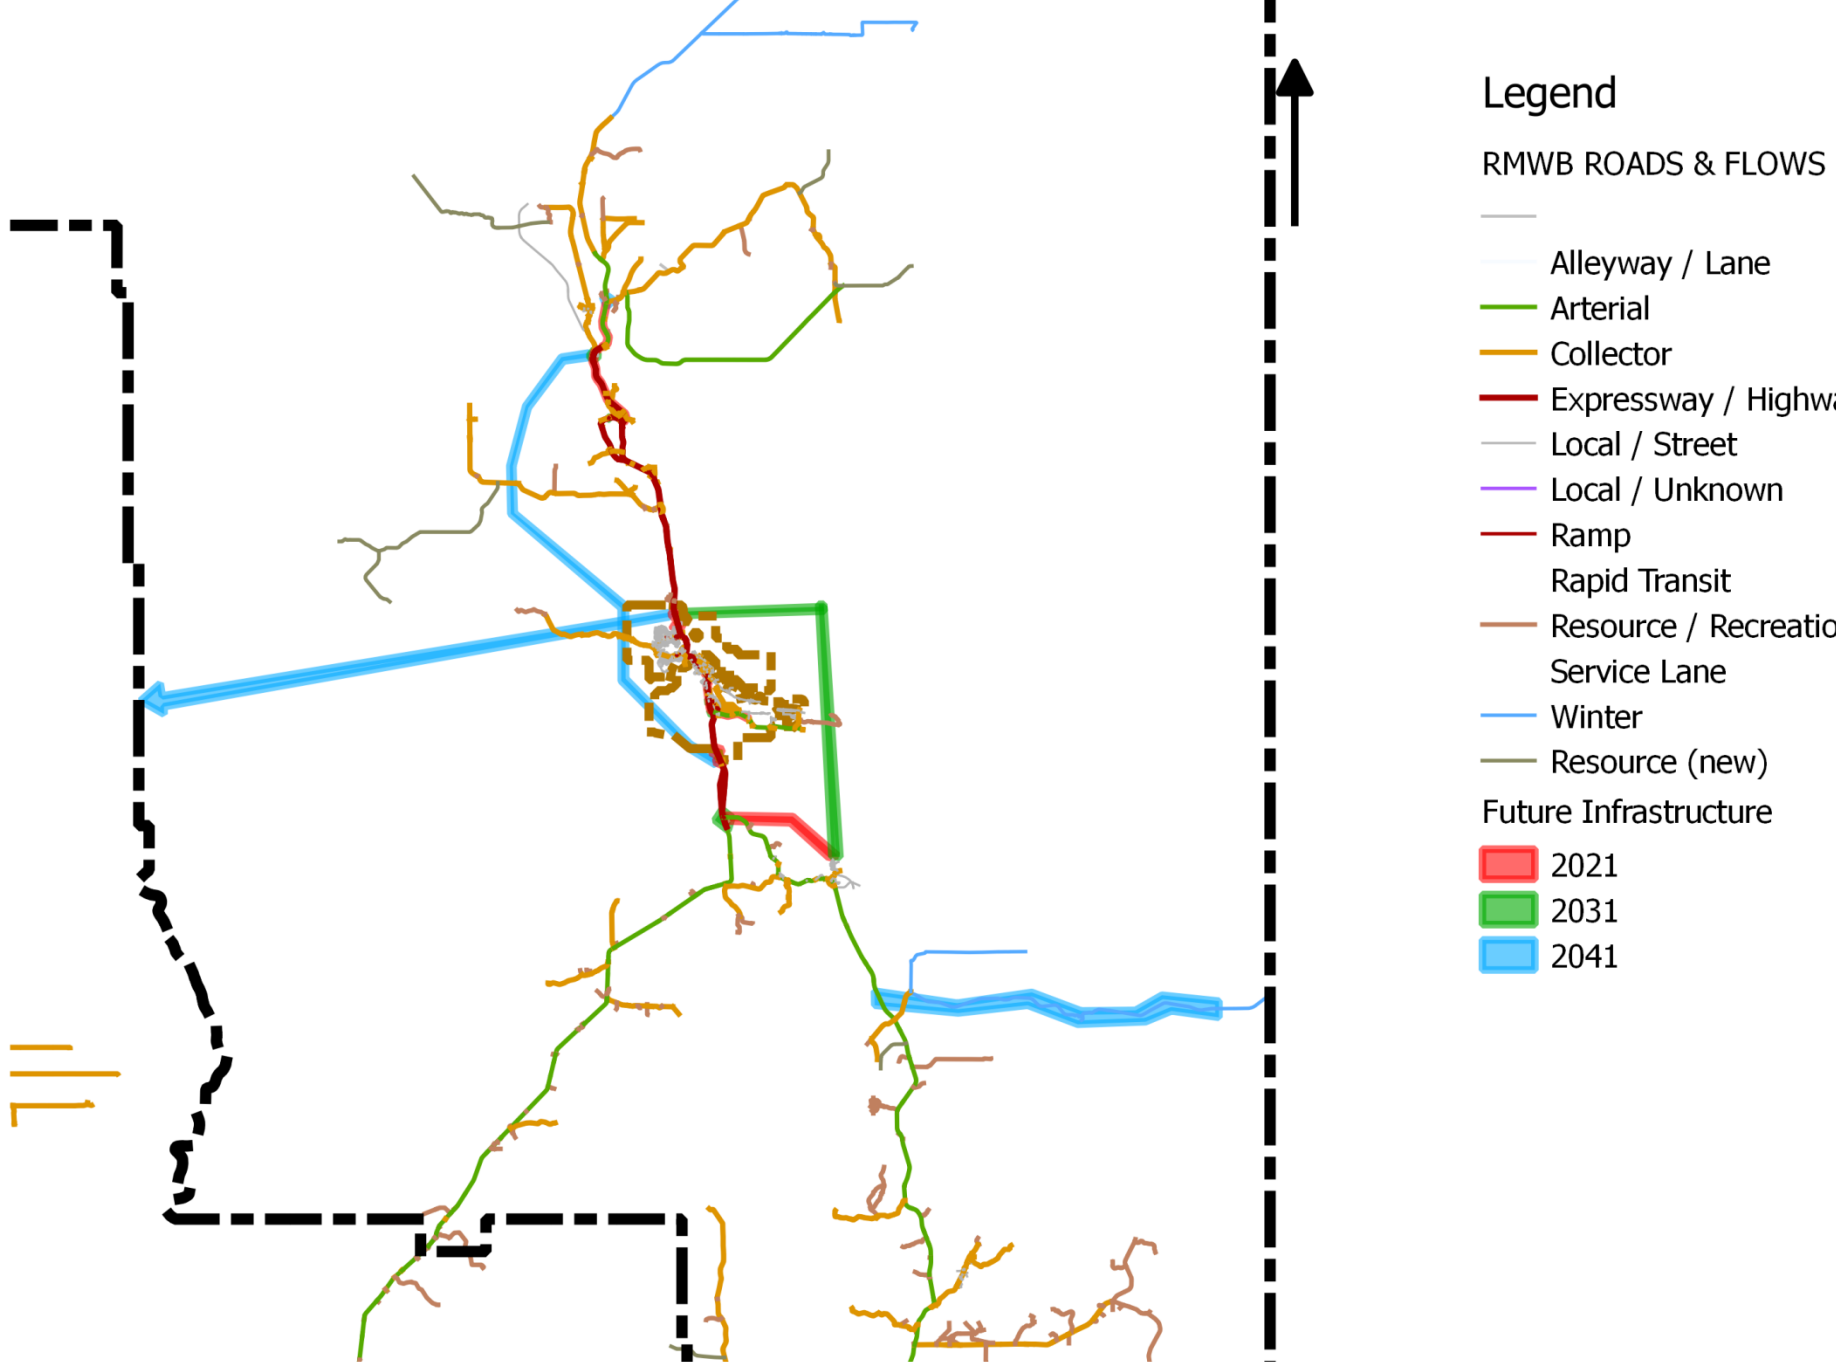 Legend
RMWB ROADS & FLOWS
Alleyway / Lane
Arterial
Collector
Expressway / Highwa
Local / Street
Local / Unknown
Ramp
Rapid Transit
Resource / Recreatio
Service Lane
Winter
Resource (new)
Future Infrastructure
2021
2031
2041